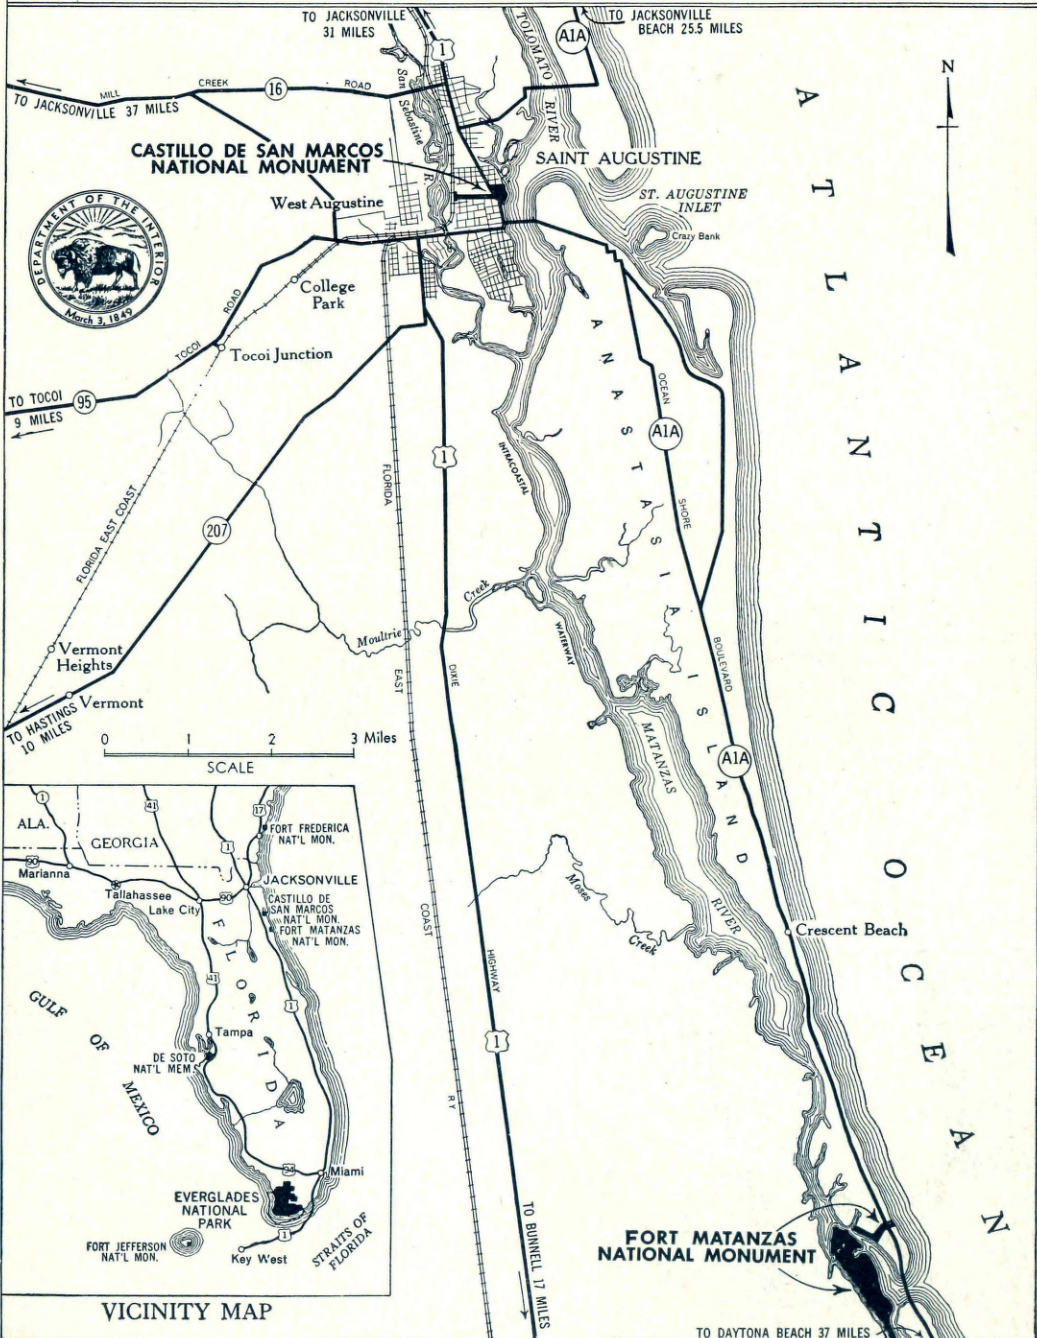 TO JACKSONVILLE
31 MILES
1
TOLOMATO
RIVER
A1A
TO JACKSONVILLE
BEACH 25.5 MILES
N
MILL CREEK ROAD
16
TO JACKSONVILLE 37 MILES
San Sebastine R.
CASTILLO DE SAN MARCOS
NATIONAL MONUMENT
SAINT AUGUSTINE
West Augustine
ST. AUGUSTINE
INLET
Crazy Bank
DEPARTMENT OF THE INTERIOR
March 3, 1849
College
Park
TOCOI ROAD
Tocoi Junction
TO TOCOI
9 MILES
95
ATLANTIC OCEAN
ANASTASIA ISLAND
OCEAN SHORE BOULEVARD
A1A
1
INTRACOASTAL WATERWAY
FLORIDA EAST COAST RY
FLORIDA EAST COAST
207
Moultrie Creek
DIXIE HIGHWAY
Vermont
Heights
Vermont
TO HASTINGS
10 MILES
0 1 2 3 Miles
SCALE
MATANZAS RIVER
A1A
Moses Creek
Crescent Beach
1
TO BUNNELL 17 MILES
FORT MATANZAS
NATIONAL MONUMENT
TO DAYTONA BEACH 37 MILES
1
41
17
ALA.
GEORGIA
1
FORT FREDERICA
NAT'L MON.
90
Marianna
Tallahassee
Lake City
90
JACKSONVILLE
CASTILLO DE
SAN MARCOS
NAT'L MON.
FORT MATANZAS
NAT'L MON.
FLORIDA
41
1
GULF
OF
MEXICO
Tampa
DE SOTO
NAT'L MEM.
94
Miami
EVERGLADES
NATIONAL
PARK
FORT JEFFERSON
NAT'L MON.
1
Key West
STRAITS OF
FLORIDA
VICINITY MAP